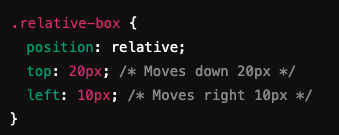 .relative-box {
  position: relative;
  top: 20px; /* Moves down 20px */
  left: 10px; /* Moves right 10px */
}